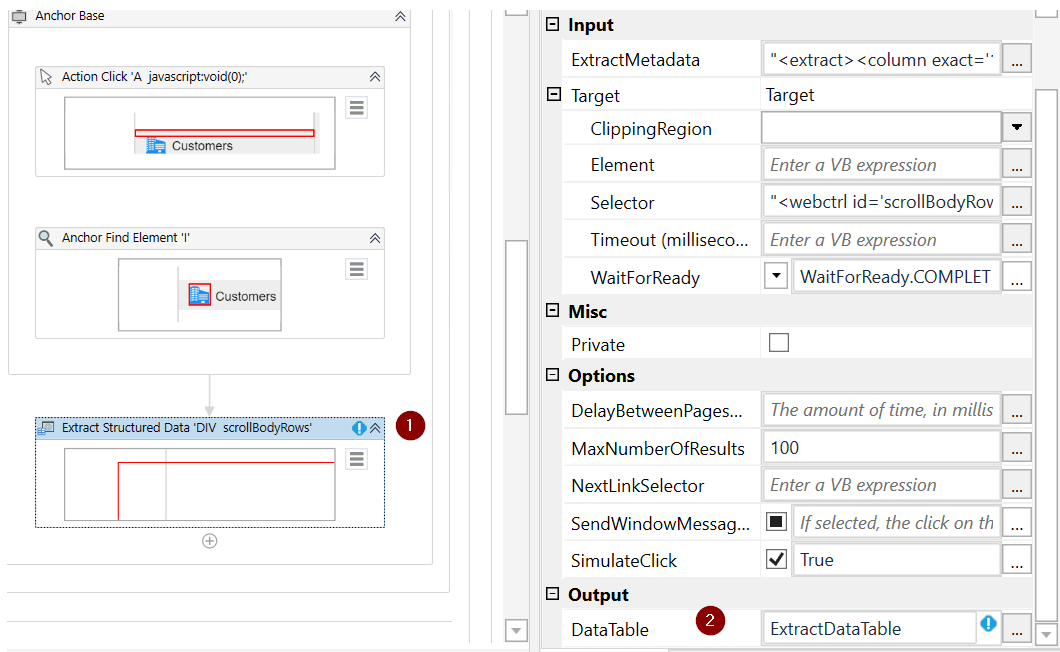 Anchor Base
Action Click 'A  javascript:void(0);'
Customers
Anchor Find Element 'I'
Customers
Extract Structured Data 'DIV  scrollBodyRows'
1
Input
ExtractMetadata "<extract><column exact='1 ...
Target Target
ClippingRegion
Element Enter a VB expression ...
Selector "<webctrl id='scrollBodyRow ...
Timeout (milliseco... Enter a VB expression ...
WaitForReady WaitForReady.COMPLET ...
Misc
Private
Options
DelayBetweenPages... The amount of time, in millis ...
MaxNumberOfResults 100 ...
NextLinkSelector Enter a VB expression ...
SendWindowMessag... If selected, the click on th ...
SimulateClick True ...
Output
DataTable 2 ExtractDataTable ...